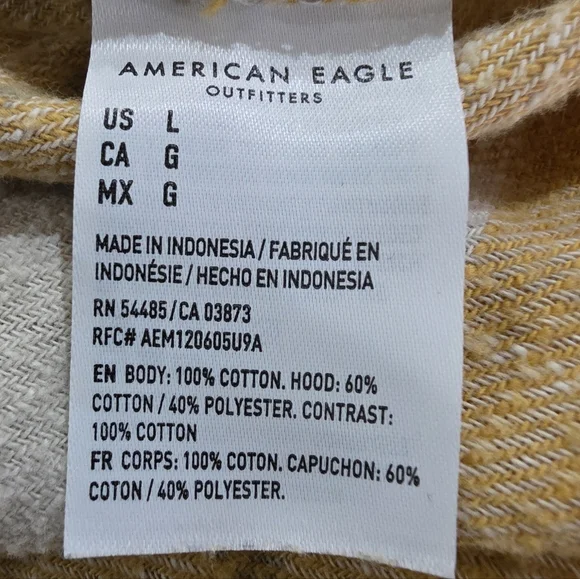 AMERICAN EAGLE
OUTFITTERS
US L
CA G
MX G
MADE IN INDONESIA / FABRIQUÉ EN
INDONÉSIE / HECHO EN INDONESIA
RN 54485 / CA 03873
RFC# AEM120605U9A
EN BODY: 100% COTTON. HOOD: 60%
COTTON / 40% POLYESTER. CONTRAST:
100% COTTON
FR CORPS: 100% COTON. CAPUCHON: 60%
COTON / 40% POLYESTER.